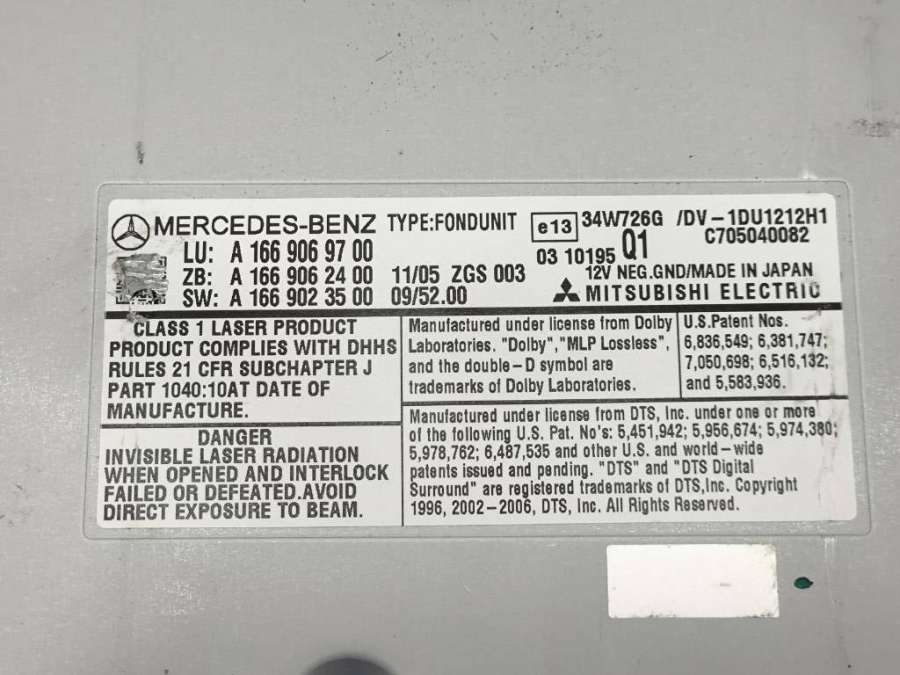 MERCEDES-BENZ TYPE:FONDUNIT e13 34W726G /DV-1DU1212H1
LU: A 166 906 97 00 03 10195 Q1 C705040082
ZB: A 166 906 24 00 11/05 ZGS 003 12V NEG.GND/MADE IN JAPAN
SW: A 166 902 35 00 09/52.00 MITSUBISHI ELECTRIC
CLASS 1 LASER PRODUCT
PRODUCT COMPLIES WITH DHHS
RULES 21 CFR SUBCHAPTER J
PART 1040:10AT DATE OF
MANUFACTURE.
Manufactured under license from Dolby
Laboratories. "Dolby","MLP Lossless",
and the double-D symbol are
trademarks of Dolby Laboratories.
U.S.Patent Nos.
6,836,549; 6,381,747;
7,050,698; 6,516,132;
and 5,583,936.
DANGER
INVISIBLE LASER RADIATION
WHEN OPENED AND INTERLOCK
FAILED OR DEFEATED.AVOID
DIRECT EXPOSURE TO BEAM.
Manufactured under license from DTS, Inc. under one or more
of the following U.S. Pat. No's: 5,451,942; 5,956,674; 5,974,380;
5,978,762; 6,487,535 and other U.S. and world-wide
patents issued and pending. "DTS" and "DTS Digital
Surround" are registered trademarks of DTS,Inc. Copyright
1996, 2002-2006, DTS, Inc. All Rights Reserved.